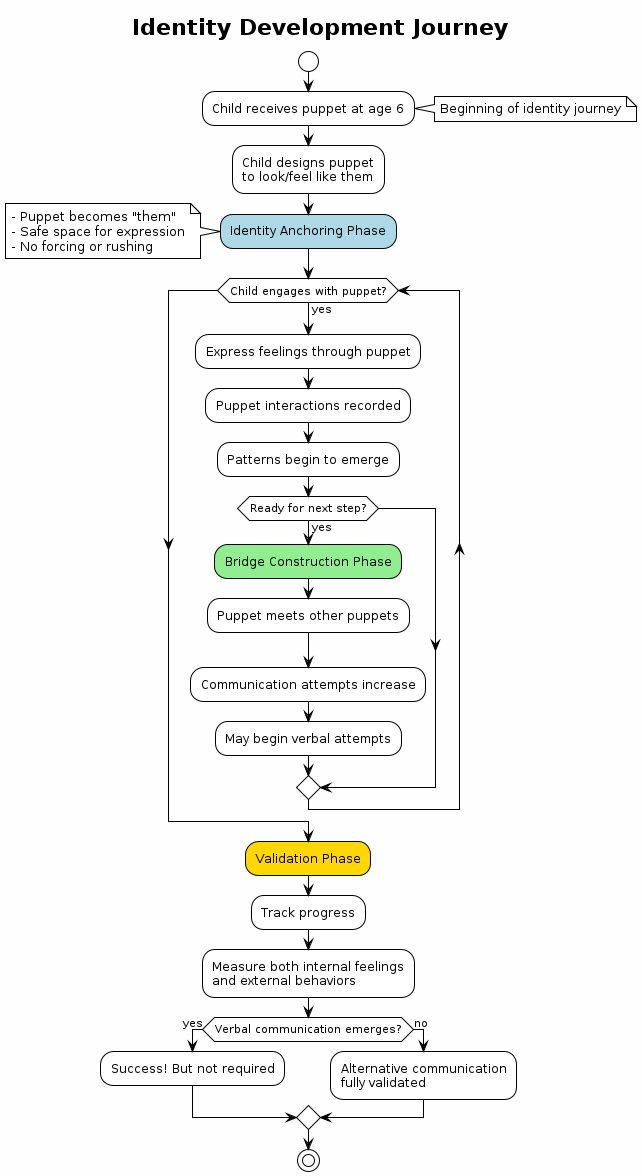 Identity Development Journey
Child receives puppet at age 6
Beginning of identity journey
Child designs puppet
to look/feel like them
- Puppet becomes "them"
- Safe space for expression
- No forcing or rushing
Identity Anchoring Phase
Child engages with puppet?
yes
Express feelings through puppet
Puppet interactions recorded
Patterns begin to emerge
Ready for next step?
yes
Bridge Construction Phase
Puppet meets other puppets
Communication attempts increase
May begin verbal attempts
Validation Phase
Track progress
Measure both internal feelings
and external behaviors
yes
Verbal communication emerges?
no
Success! But not required
Alternative communication
fully validated